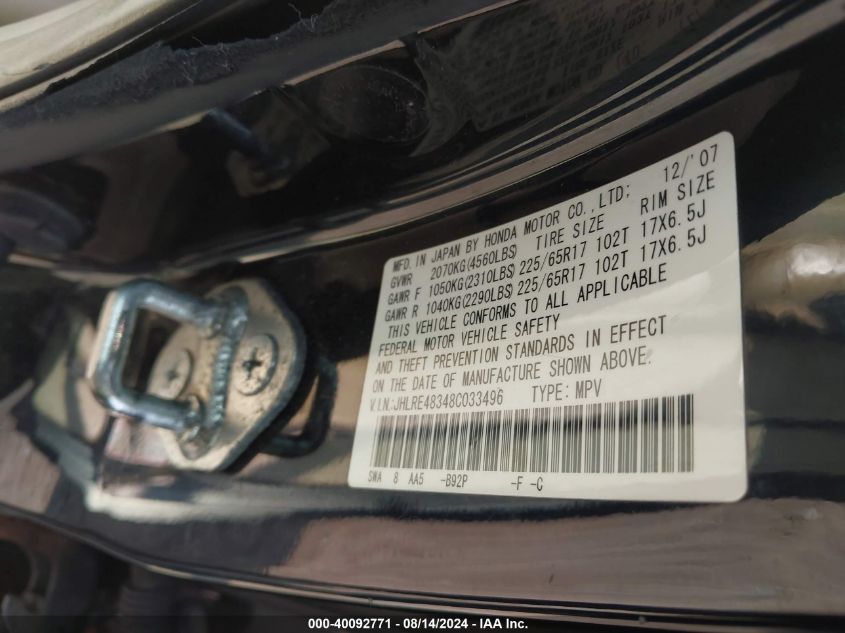 MFD. IN JAPAN BY HONDA MOTOR CO., LTD; 12/'07
GVWR 2070KG(4560LBS) TIRE SIZE RIM SIZE
GAWR F 1050KG(2310LBS) 225/65R17 102T 17X6.5J
GAWR R 1040KG(2290LBS) 225/65R17 102T 17X6.5J
THIS VEHICLE CONFORMS TO ALL APPLICABLE
FEDERAL MOTOR VEHICLE SAFETY
AND THEFT PREVENTION STANDARDS IN EFFECT
ON THE DATE OF MANUFACTURE SHOWN ABOVE.
V.I.N.:JHLRE48348C033496 TYPE: MPV
SWA 8 AA5 -B92P -F -C
000-40092771 - 08/14/2024 - IAA Inc.